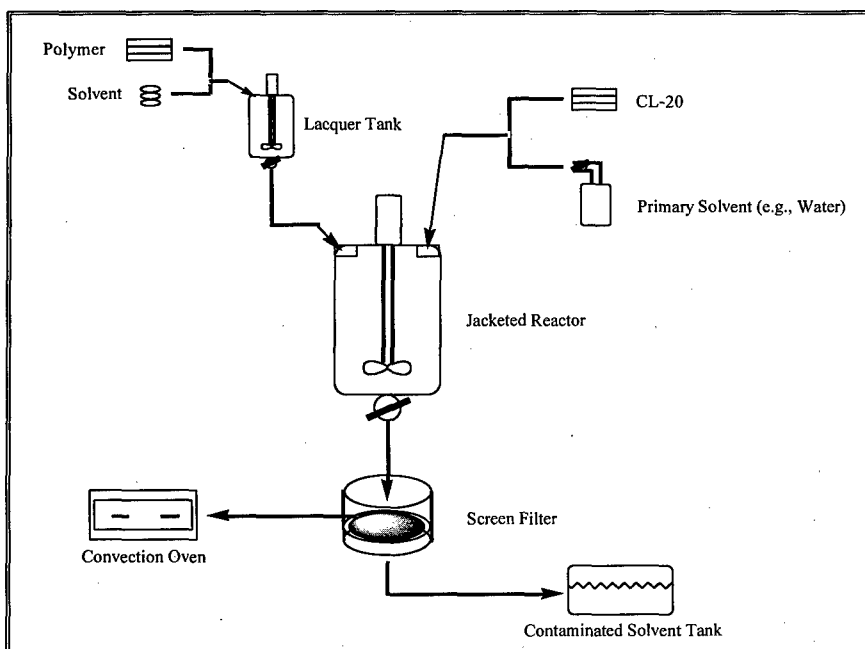 Polymer
Solvent
Lacquer Tank
CL-20
Primary Solvent (e.g., Water)
Jacketed Reactor
Screen Filter
Convection Oven
Contaminated Solvent Tank